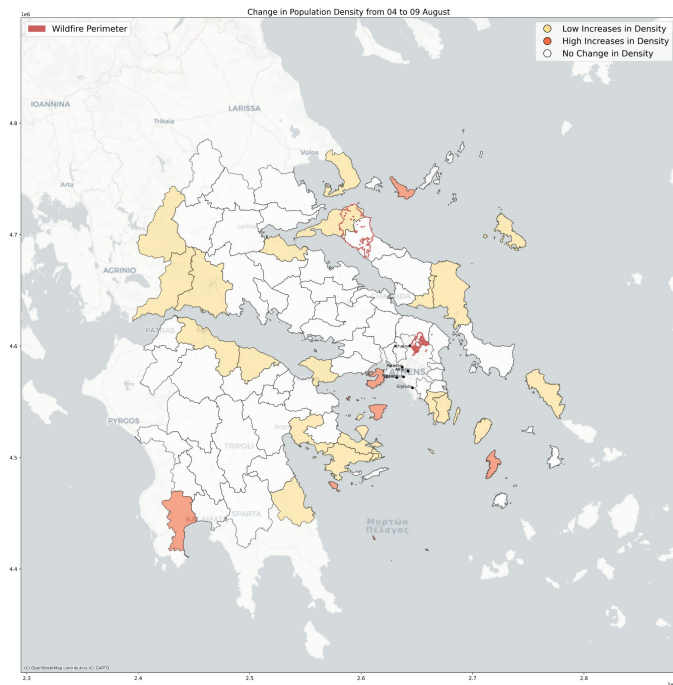 Change in Population Density from 04 to 09 August
1e6
Wildfire Perimeter
Low Increases in Density
High Increases in Density
No Change in Density
IOANNINA
LARISSA
Trikala
4.8
Volos
Arta
4.7
AGRINIO
PATRAS
4.6
ATHENS
PYRGOS
TRIPOLI
4.5
SPARTA
Μυρτώο
Πέλαγος
4.4
(C) OpenStreetMap contributors (C) CARTO
2.3
2.4
2.5
2.6
2.7
2.8